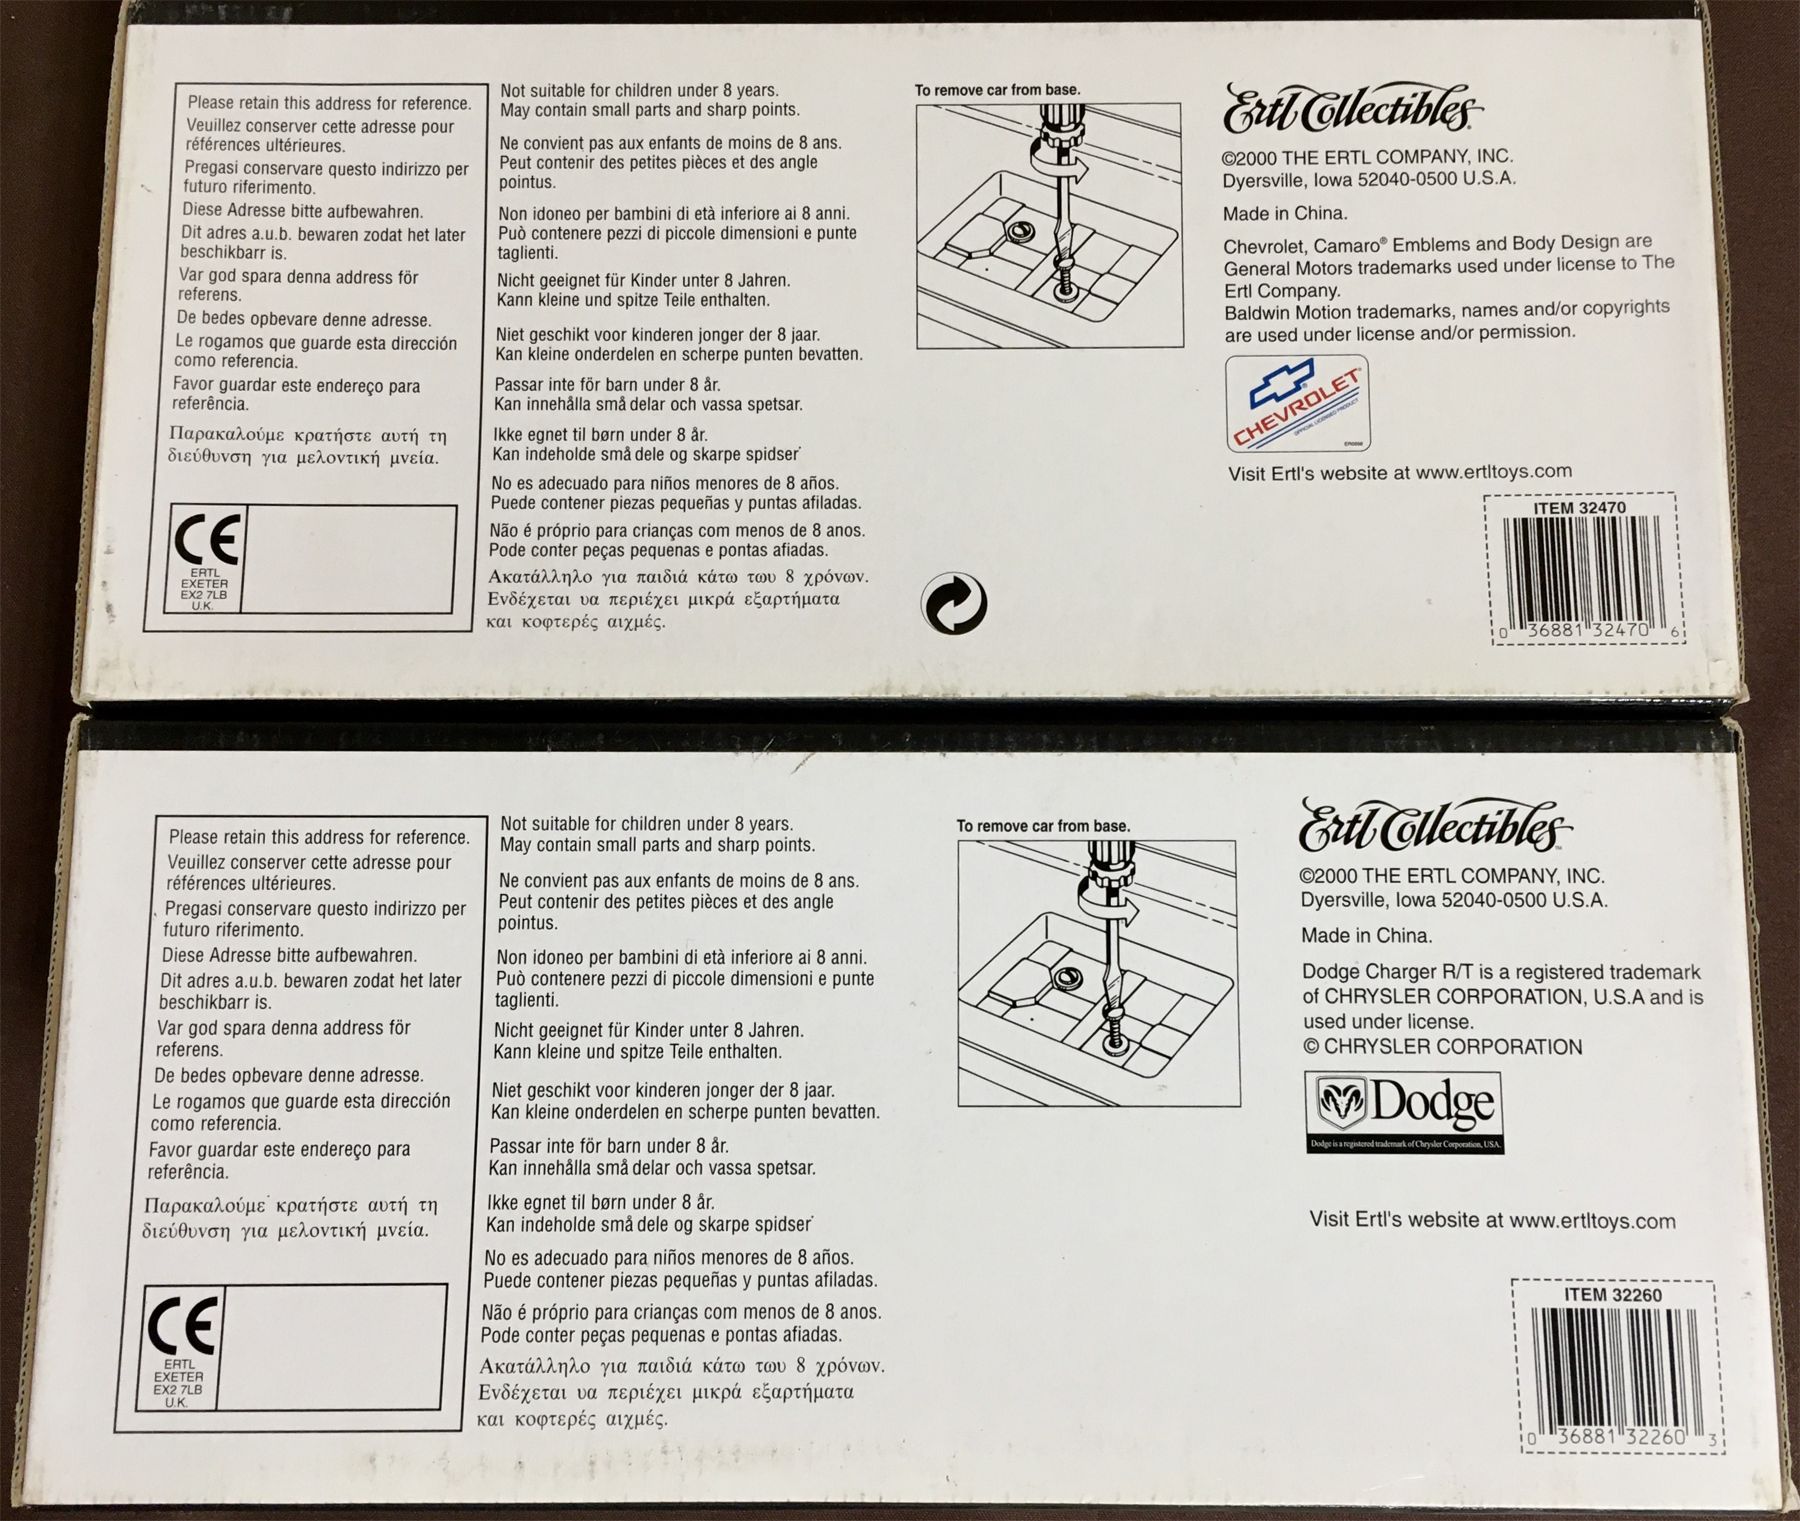 Please retain this address for reference.
Veuillez conserver cette adresse pour
références ultérieures.
Pregasi conservare questo indirizzo per
futuro riferimento.
Diese Adresse bitte aufbewahren.
Dit adres a.u.b. bewaren zodat het later
beschikbarr is.
Var god spara denna address för
referens.
De bedes opbevare denne adresse.
Le rogamos que guarde esta dirección
como referencia.
Favor guardar este endereço para
referência.
Παρακαλούμε κρατήστε αυτή τη
διεύθυνση για μελοντική μνεία.
CE
ERTL
EXETER
EX2 7LB
U.K.
Not suitable for children under 8 years.
May contain small parts and sharp points.
Ne convient pas aux enfants de moins de 8 ans.
Peut contenir des petites pièces et des angle
pointus.
Non idoneo per bambini di età inferiore ai 8 anni.
Può contenere pezzi di piccole dimensioni e punte
taglienti.
Nicht geeignet für Kinder unter 8 Jahren.
Kann kleine und spitze Teile enthalten.
Niet geschikt voor kinderen jonger der 8 jaar.
Kan kleine onderdelen en scherpe punten bevatten.
Passar inte för barn under 8 år.
Kan innehålla små delar och vassa spetsar.
Ikke egnet til børn under 8 år.
Kan indeholde små dele og skarpe spidser
No es adecuado para niños menores de 8 años.
Puede contener piezas pequeñas y puntas afiladas.
Não é próprio para crianças com menos de 8 anos.
Pode conter peças pequenas e pontas afiadas.
Ακατάλληλο για παιδιά κάτω του 8 χρόνων.
Ενδέχεται υα περιέχει μικρά εξαρτήματα
και κοφτερές αιχμές.
To remove car from base.
Ertl Collectibles®
©2000 THE ERTL COMPANY, INC.
Dyersville, Iowa 52040-0500 U.S.A.
Made in China.
Chevrolet, Camaro® Emblems and Body Design are
General Motors trademarks used under license to The
Ertl Company.
Baldwin Motion trademarks, names and/or copyrights
are used under license and/or permission.
CHEVROLET
OFFICIAL LICENSED PRODUCT
Visit Ertl's website at www.ertltoys.com
ITEM 32470
0 36881 32470 6
Please retain this address for reference.
Veuillez conserver cette adresse pour
références ultérieures.
Pregasi conservare questo indirizzo per
futuro riferimento.
Diese Adresse bitte aufbewahren.
Dit adres a.u.b. bewaren zodat het later
beschikbarr is.
Var god spara denna address för
referens.
De bedes opbevare denne adresse.
Le rogamos que guarde esta dirección
como referencia.
Favor guardar este endereço para
referência.
Παρακαλούμε κρατήστε αυτή τη
διεύθυνση για μελοντική μνεία.
CE
ERTL
EXETER
EX2 7LB
U.K.
Not suitable for children under 8 years.
May contain small parts and sharp points.
Ne convient pas aux enfants de moins de 8 ans.
Peut contenir des petites pièces et des angle
pointus.
Non idoneo per bambini di età inferiore ai 8 anni.
Può contenere pezzi di piccole dimensioni e punte
taglienti.
Nicht geeignet für Kinder unter 8 Jahren.
Kann kleine und spitze Teile enthalten.
Niet geschikt voor kinderen jonger der 8 jaar.
Kan kleine onderdelen en scherpe punten bevatten.
Passar inte för barn under 8 år.
Kan innehålla små delar och vassa spetsar.
Ikke egnet til børn under 8 år.
Kan indeholde små dele og skarpe spidser
No es adecuado para niños menores de 8 años.
Puede contener piezas pequeñas y puntas afiladas.
Não é próprio para crianças com menos de 8 anos.
Pode conter peças pequenas e pontas afiadas.
Ακατάλληλο για παιδιά κάτω του 8 χρόνων.
Ενδέχεται υα περιέχει μικρά εξαρτήματα
και κοφτερές αιχμές.
To remove car from base.
Ertl Collectibles™
©2000 THE ERTL COMPANY, INC.
Dyersville, Iowa 52040-0500 U.S.A.
Made in China.
Dodge Charger R/T is a registered trademark
of CHRYSLER CORPORATION, U.S.A and is
used under license.
© CHRYSLER CORPORATION
Dodge
Dodge is a registered trademark of Chrysler Corporation, USA.
Visit Ertl's website at www.ertltoys.com
ITEM 32260
0 36881 32260 3